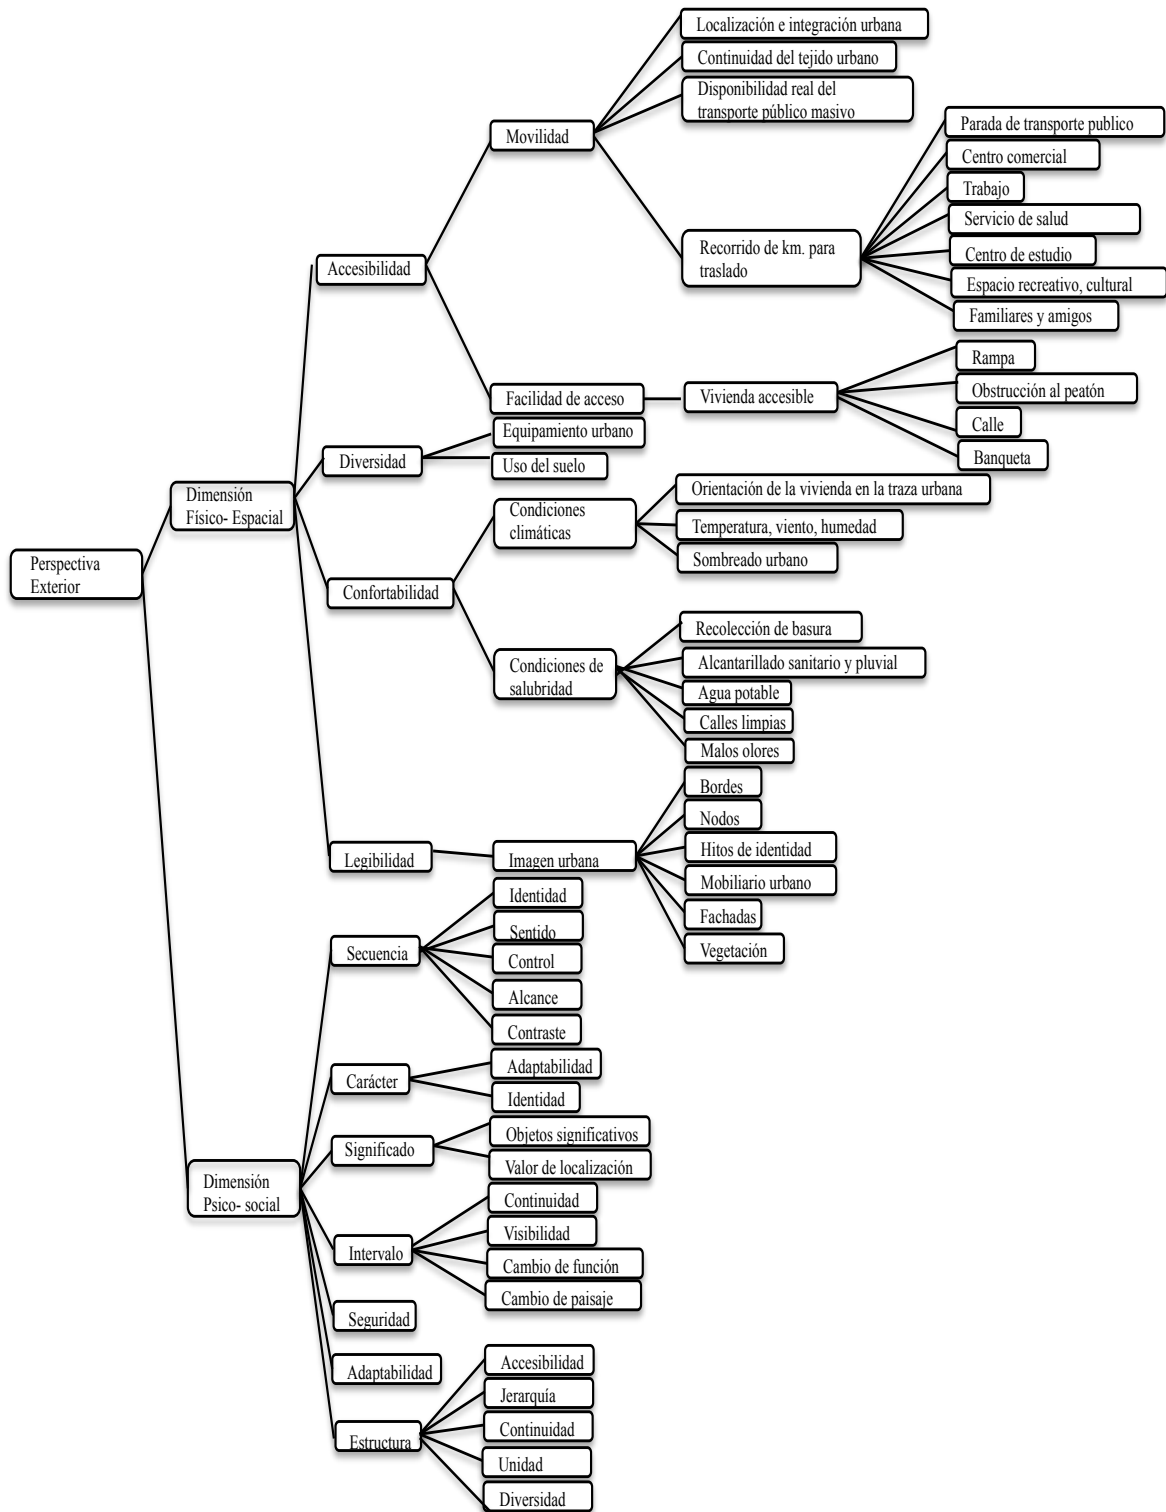 Perspectiva
Exterior
Dimensión
Físico- Espacial
Accesibilidad
Movilidad
Localización e integración urbana
Continuidad del tejido urbano
Disponibilidad real del
transporte público masivo
Recorrido de km. para
traslado
Parada de transporte publico
Centro comercial
Trabajo
Servicio de salud
Centro de estudio
Espacio recreativo, cultural
Familiares y amigos
Facilidad de acceso
Vivienda accesible
Rampa
Obstrucción al peatón
Calle
Banqueta
Diversidad
Equipamiento urbano
Uso del suelo
Confortabilidad
Condiciones
climáticas
Orientación de la vivienda en la traza urbana
Temperatura, viento, humedad
Sombreado urbano
Condiciones de
salubridad
Recolección de basura
Alcantarillado sanitario y pluvial
Agua potable
Calles limpias
Malos olores
Legibilidad
Imagen urbana
Bordes
Nodos
Hitos de identidad
Mobiliario urbano
Fachadas
Vegetación
Dimensión
Psico- social
Secuencia
Identidad
Sentido
Control
Alcance
Contraste
Carácter
Adaptabilidad
Identidad
Significado
Objetos significativos
Valor de localización
Intervalo
Continuidad
Visibilidad
Cambio de función
Cambio de paisaje
Seguridad
Adaptabilidad
Estructura
Accesibilidad
Jerarquía
Continuidad
Unidad
Diversidad